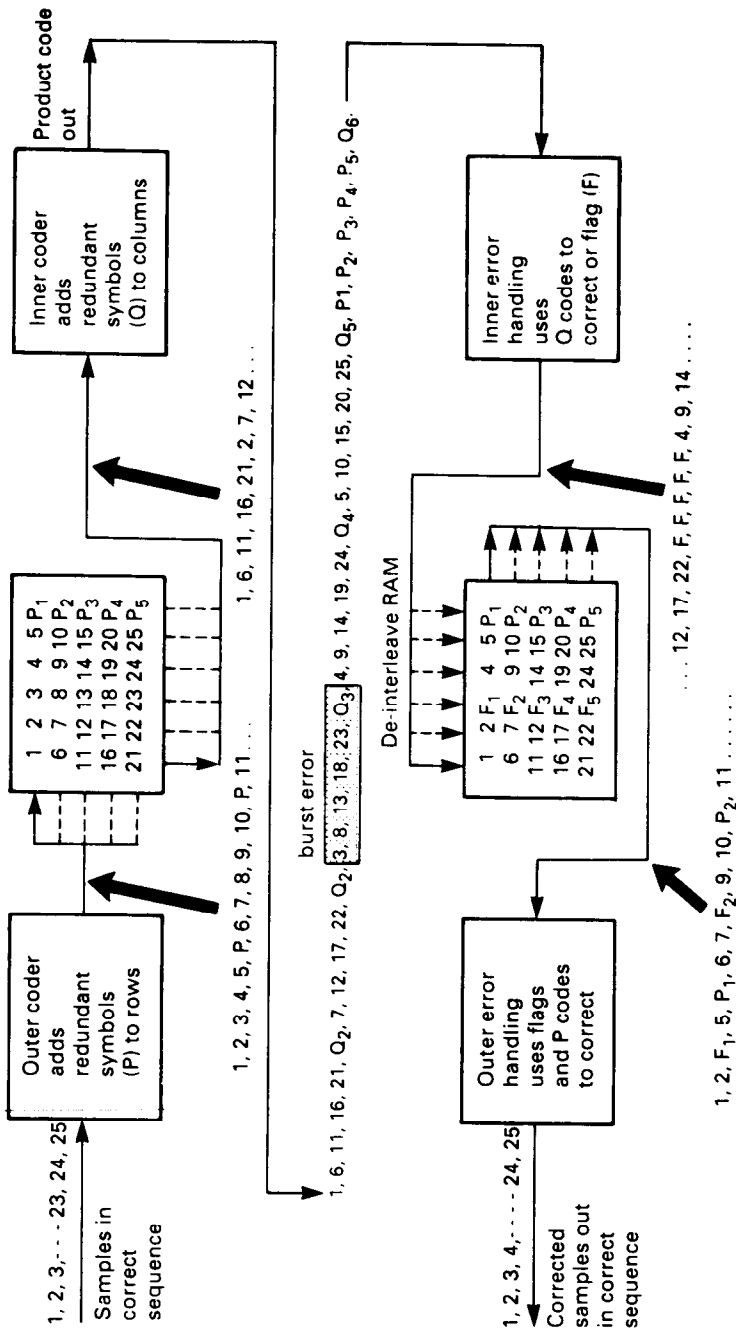 1, 2, 3,- - - 23, 24, 25
Samples in
correct
sequence
Outer coder
adds
redundant
symbols
(P) to rows
1, 2, 3, 4, 5, P, 6, 7, 8, 9, 10, P, 11 . . . .
1 2 3 4 5 P₁
6 7 8 9 10 P₂
11 12 13 14 15 P₃
16 17 18 19 20 P₄
21 22 23 24 25 P₅
1, 6, 11, 16, 21, 2, 7, 12 . . . .
Inner coder
adds
redundant
symbols
(Q) to columns
Product code
out
burst error
1, 6, 11, 16, 21, Q₂, 7, 12, 17, 22, Q₂, 3, 8, 13, 18, 23, Q₃, 4, 9, 14, 19, 24, Q₄, 5, 10, 15, 20, 25, Q₅, P1, P₂, P₃, P₄, P₅, Q₆.
1, 2, 3, 4,- - - - 24, 25
Corrected
samples out
in correct
sequence
Outer error
handling
uses flags
and P codes
to correct
1, 2, F₁, 5, P₁, 6, 7, F₂, 9, 10, P₂, 11 . . . . . . .
De-interleave RAM
1 2 F₁ 4 5 P₁
6 7 F₂ 9 10 P₂
11 12 F₃ 14 15 P₃
16 17 F₄ 19 20 P₄
21 22 F₅ 24 25 P₅
. . . . 12, 17, 22, F, F, F, F, F, 4, 9, 14 . . . . .
Inner error
handling
uses
Q codes to
correct or flag (F)